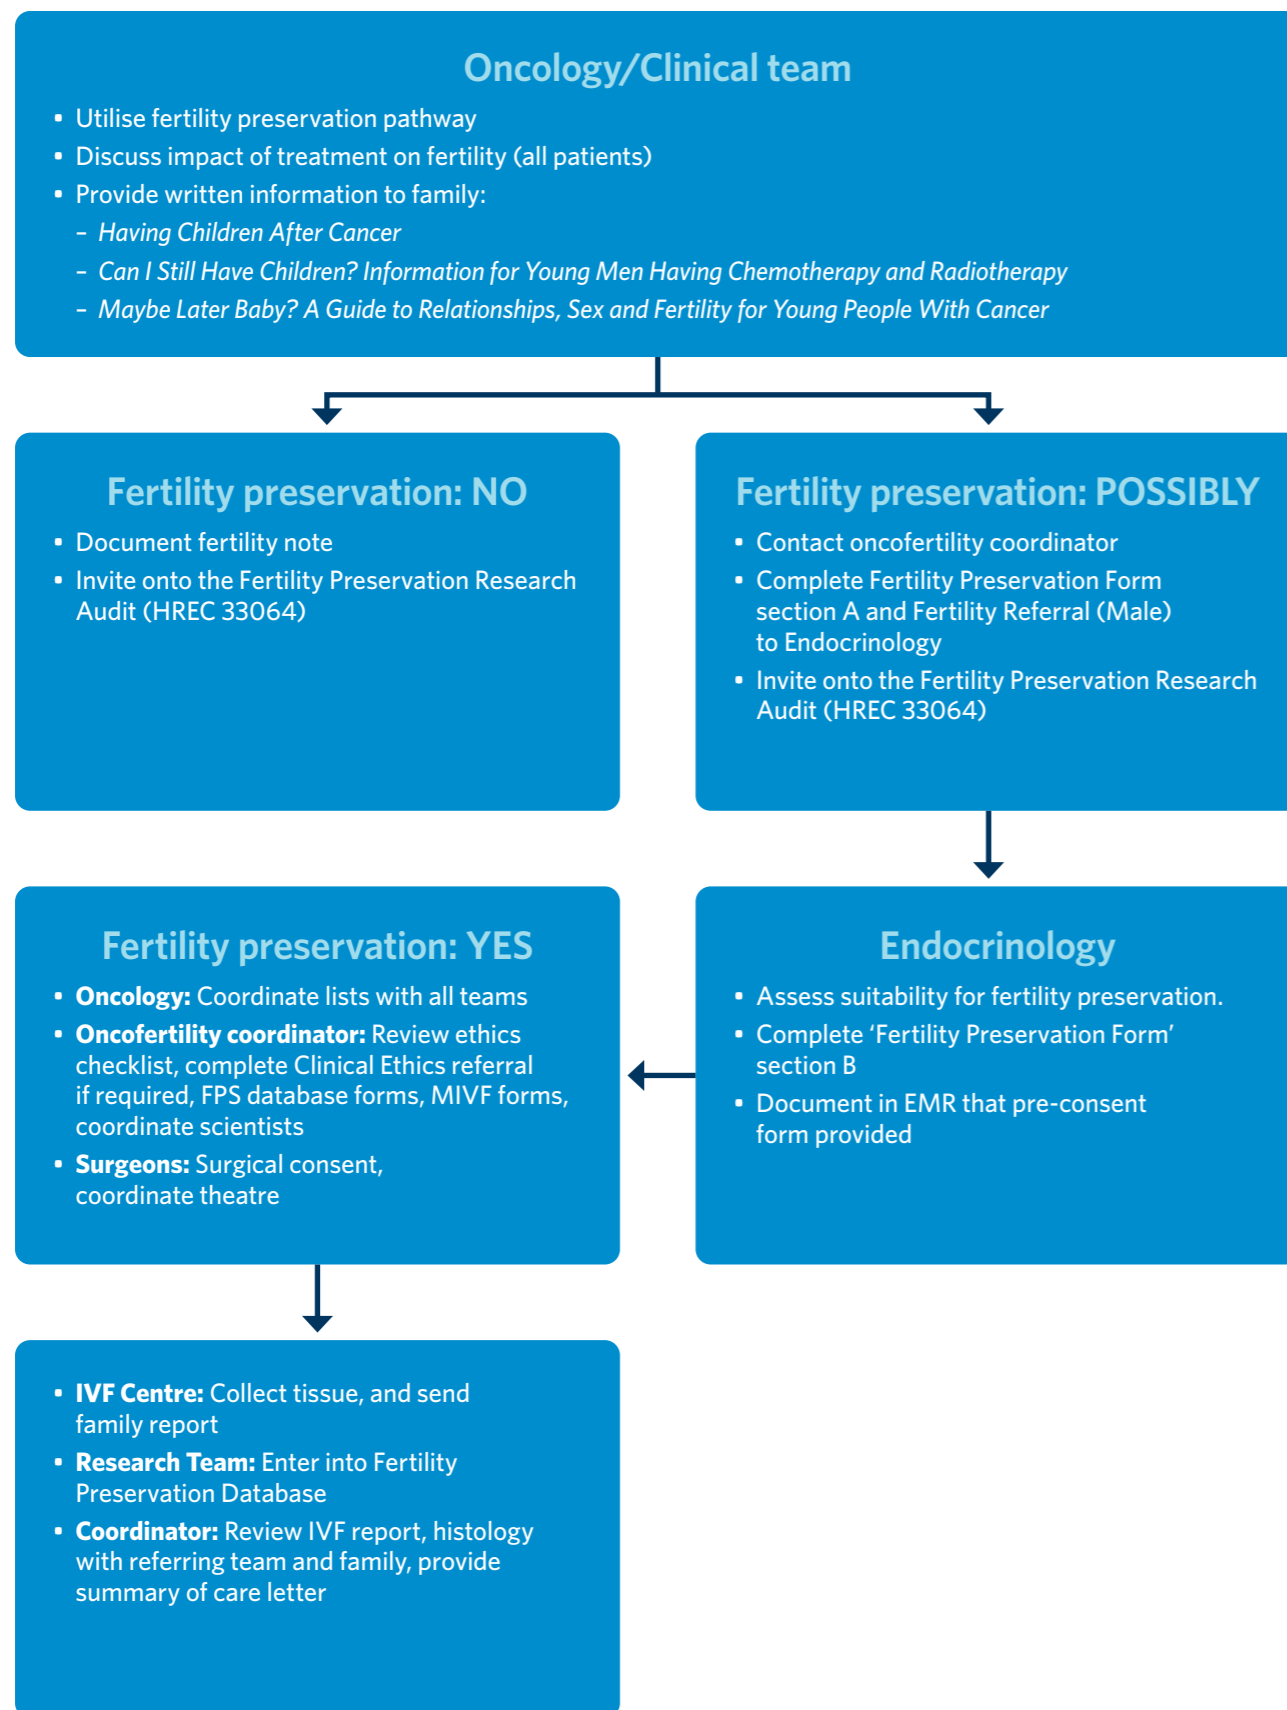 Oncology/Clinical team
▪ Utilise fertility preservation pathway
▪ Discuss impact of treatment on fertility (all patients)
▪ Provide written information to family:
– Having Children After Cancer
– Can I Still Have Children? Information for Young Men Having Chemotherapy and Radiotherapy
– Maybe Later Baby? A Guide to Relationships, Sex and Fertility for Young People With Cancer
Fertility preservation: NO
▪ Document fertility note
▪ Invite onto the Fertility Preservation Research
Audit (HREC 33064)
Fertility preservation: POSSIBLY
▪ Contact oncofertility coordinator
▪ Complete Fertility Preservation Form
section A and Fertility Referral (Male)
to Endocrinology
▪ Invite onto the Fertility Preservation Research
Audit (HREC 33064)
Endocrinology
▪ Assess suitability for fertility preservation.
▪ Complete ‘Fertility Preservation Form’
section B
▪ Document in EMR that pre-consent
form provided
Fertility preservation: YES
▪ Oncology: Coordinate lists with all teams
▪ Oncofertility coordinator: Review ethics
checklist, complete Clinical Ethics referral
if required, FPS database forms, MIVF forms,
coordinate scientists
▪ Surgeons: Surgical consent,
coordinate theatre
▪ IVF Centre: Collect tissue, and send
family report
▪ Research Team: Enter into Fertility
Preservation Database
▪ Coordinator: Review IVF report, histology
with referring team and family, provide
summary of care letter